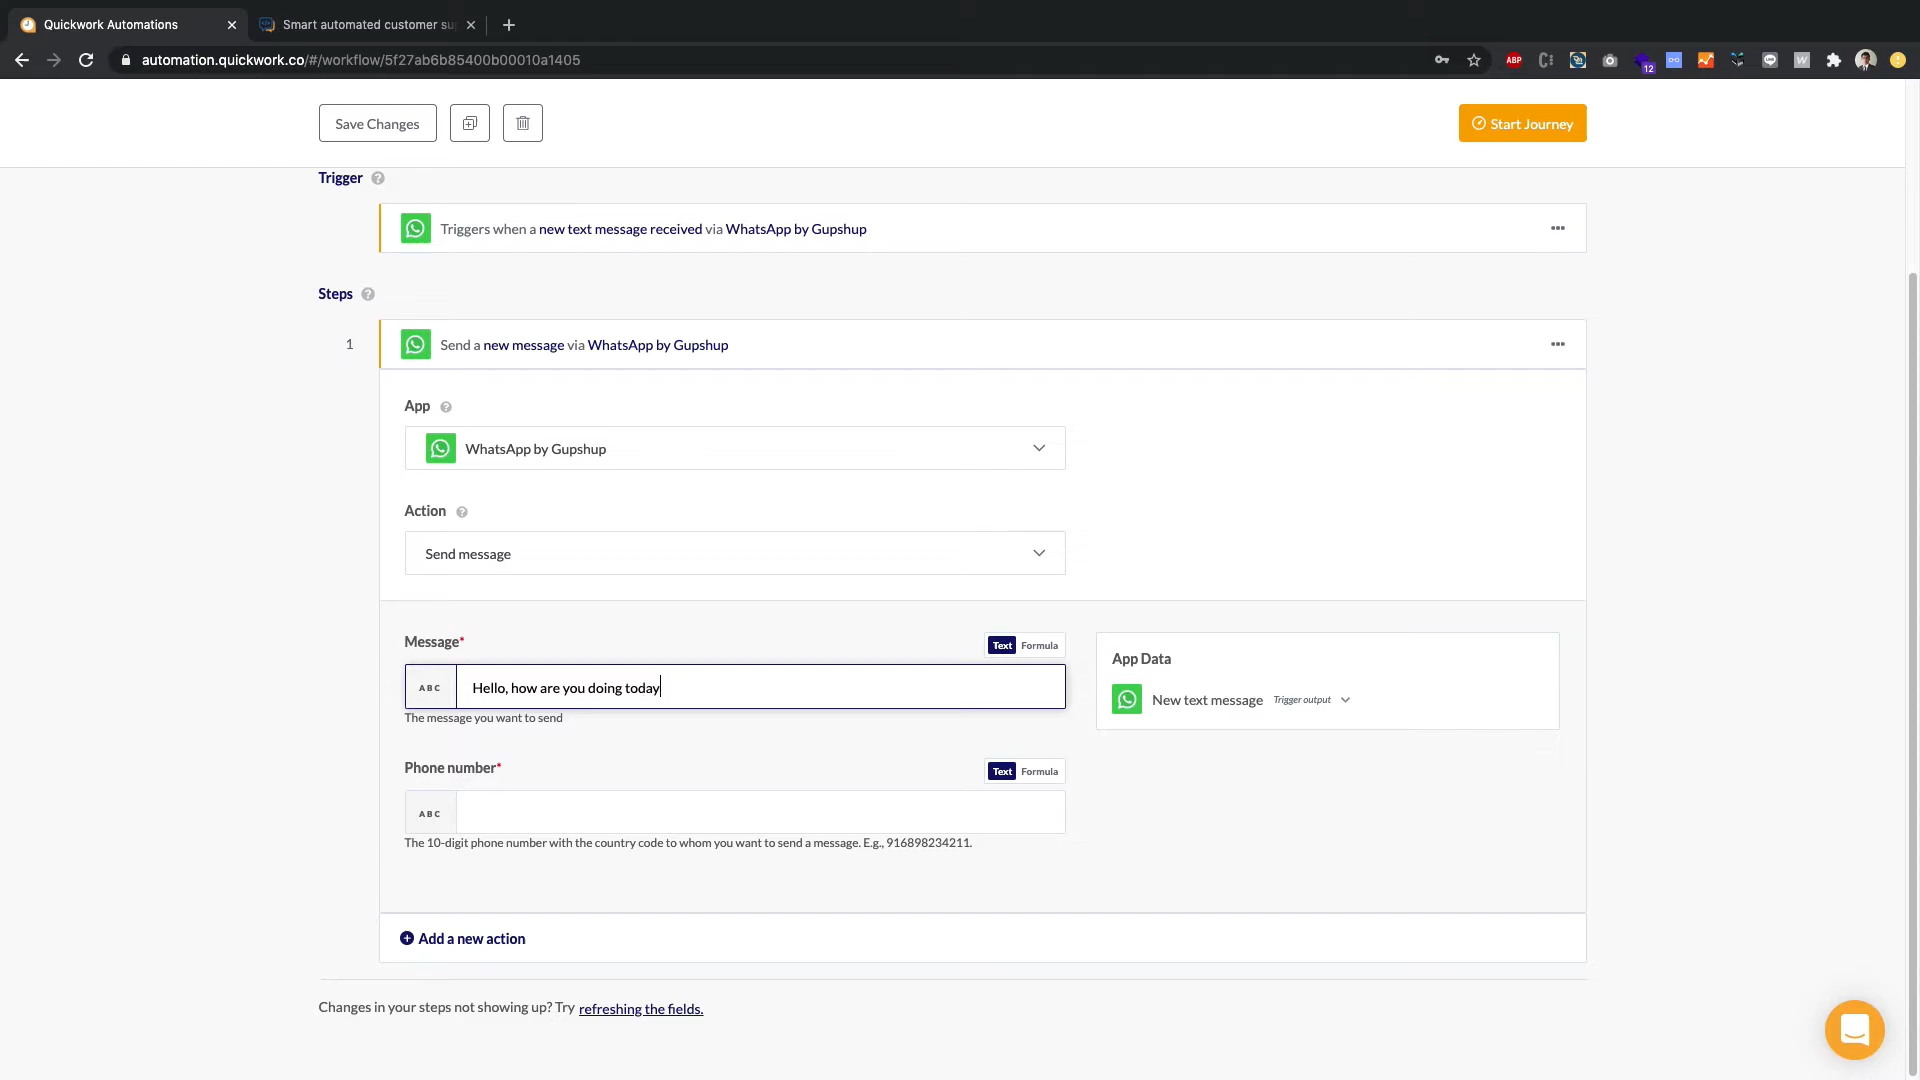 Quickwork Automations
Smart automated customer su
automation.quickwork.co/#/workflow/5f27ab6b85400b00010a1405
ABP
12
W
Save Changes
Start Journey
Trigger ?
Triggers when a new text message received via WhatsApp by Gupshup
Steps ?
1
Send a new message via WhatsApp by Gupshup
App ?
WhatsApp by Gupshup
Action ?
Send message
Message*
Text Formula
ABC
Hello, how are you doing today
The message you want to send
App Data
New text message Trigger output
Phone number*
Text Formula
ABC
The 10-digit phone number with the country code to whom you want to send a message. E.g., 916898234211.
Add a new action
Changes in your steps not showing up? Try refreshing the fields.